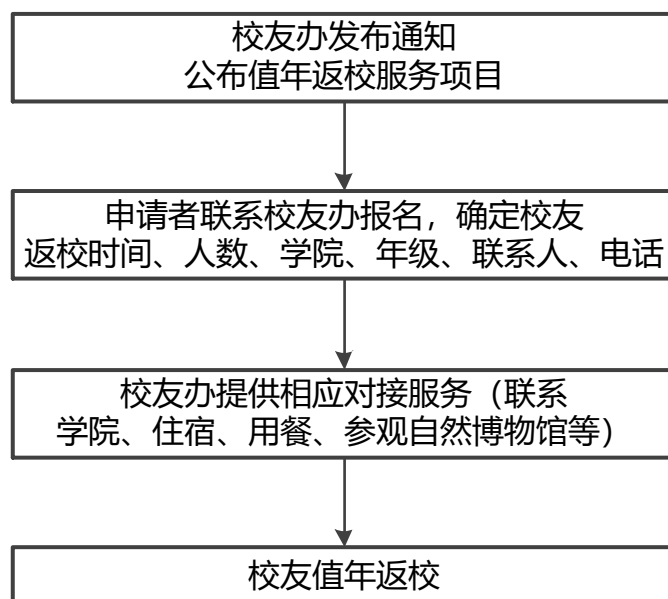 校友办发布通知
公布值年返校服务项目
申请者联系校友办报名，确定校友
返校时间、人数、学院、年级、联系人、电话
校友办提供相应对接服务（联系
学院、住宿、用餐、参观自然博物馆等）
校友值年返校